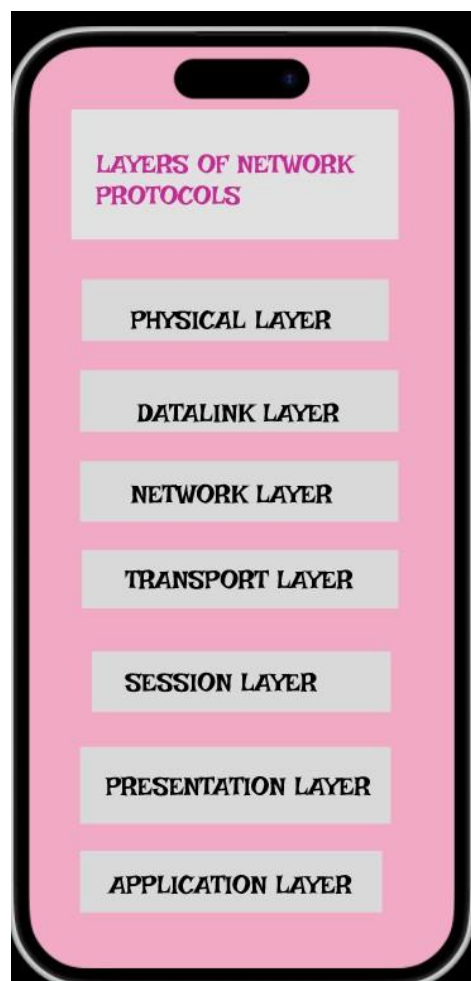 LAYERS OF NETWORK
PROTOCOLS
PHYSICAL LAYER
DATALINK LAYER
NETWORK LAYER
TRANSPORT LAYER
SESSION LAYER
PRESENTATION LAYER
APPLICATION LAYER